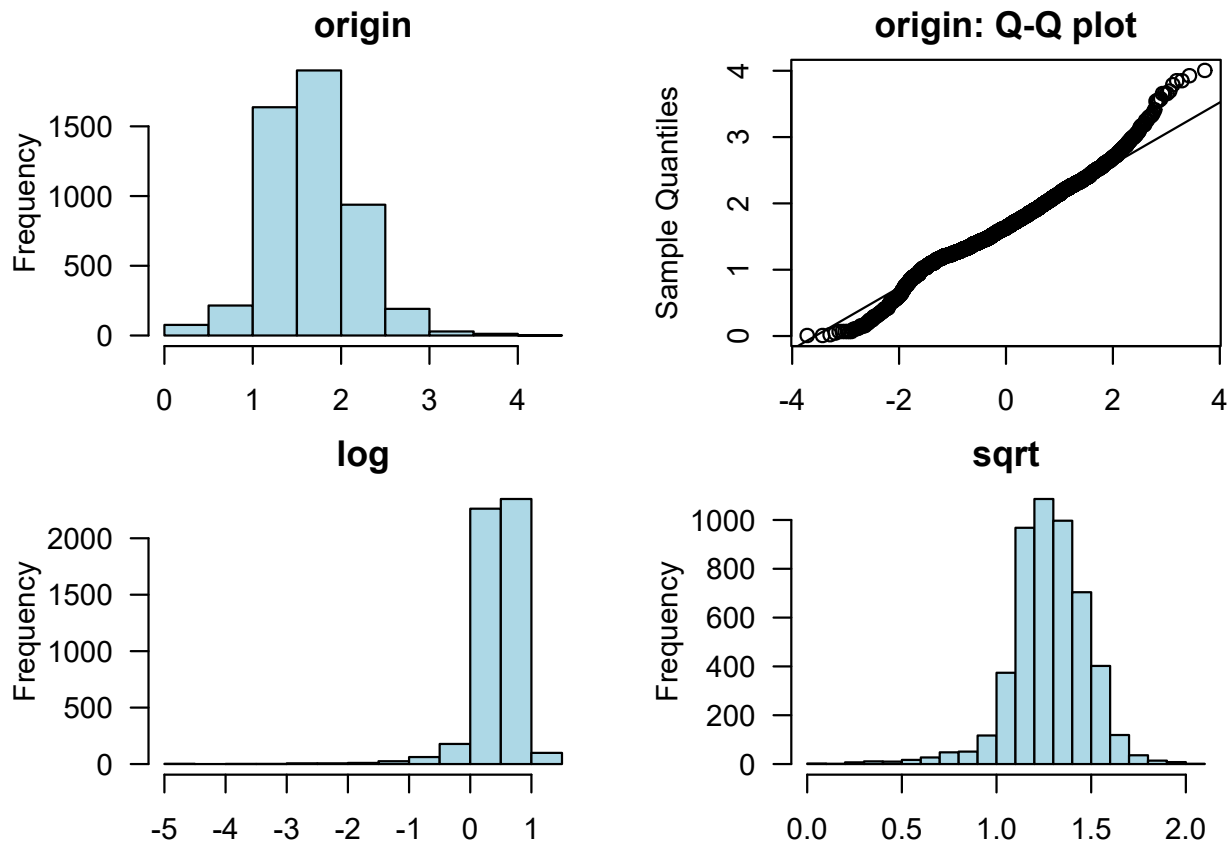 origin
Frequency
1500
1000
500
0
0 1 2 3 4
origin: Q-Q plot
Sample Quantiles
4
3
2
1
0
-4 -2 0 2 4
log
Frequency
2000
1500
1000
500
0
-5 -4 -3 -2 -1 0 1
sqrt
Frequency
1000
800
600
400
200
0
0.0 0.5 1.0 1.5 2.0